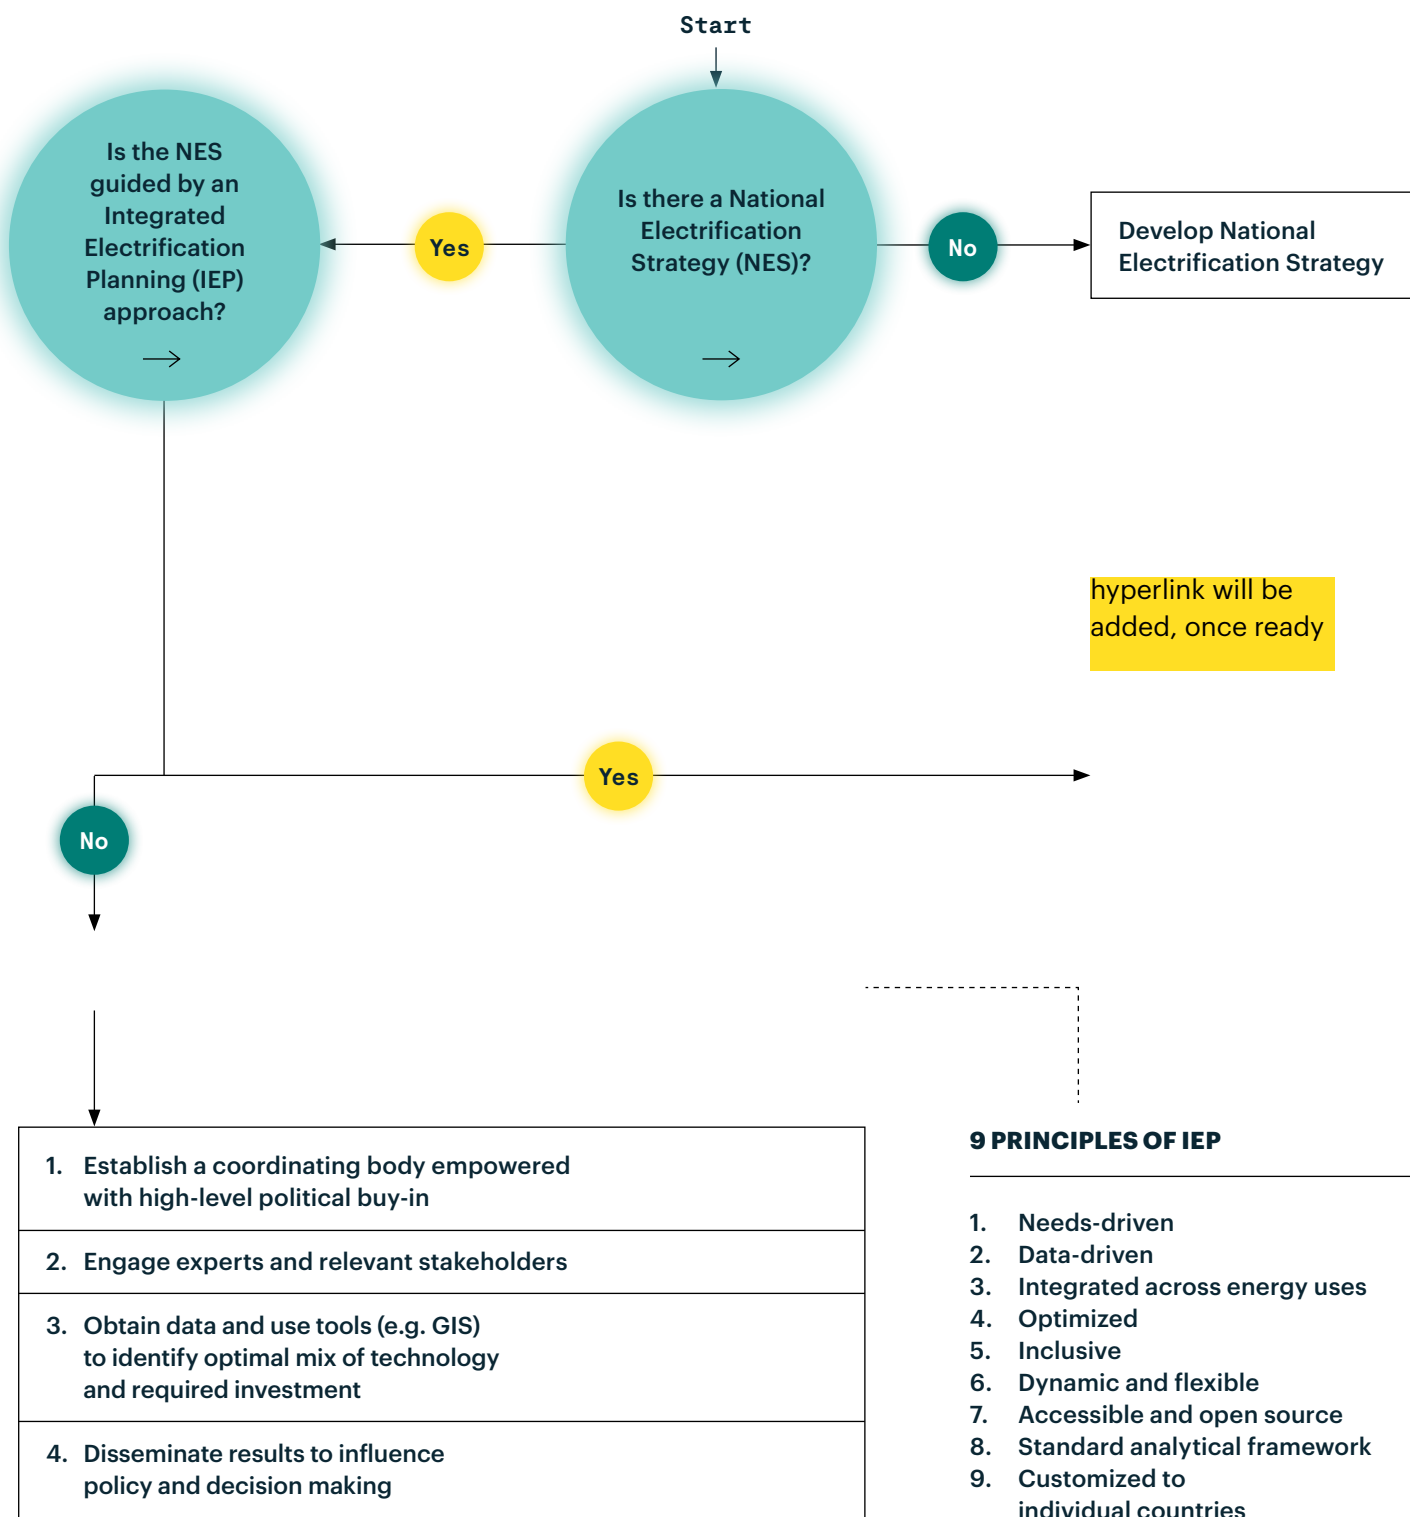 Start
Is the NES
guided by an
Integrated
Electrification
Planning (IEP)
approach?
Yes
Is there a National
Electrification
Strategy (NES)?
No
Develop National
Electrification Strategy
hyperlink will be
added, once ready
Yes
No
1. Establish a coordinating body empowered
with high-level political buy-in
2. Engage experts and relevant stakeholders
3. Obtain data and use tools (e.g. GIS)
to identify optimal mix of technology
and required investment
4. Disseminate results to influence
policy and decision making
9 PRINCIPLES OF IEP
1. Needs-driven
2. Data-driven
3. Integrated across energy uses
4. Optimized
5. Inclusive
6. Dynamic and flexible
7. Accessible and open source
8. Standard analytical framework
9. Customized to
individual countries